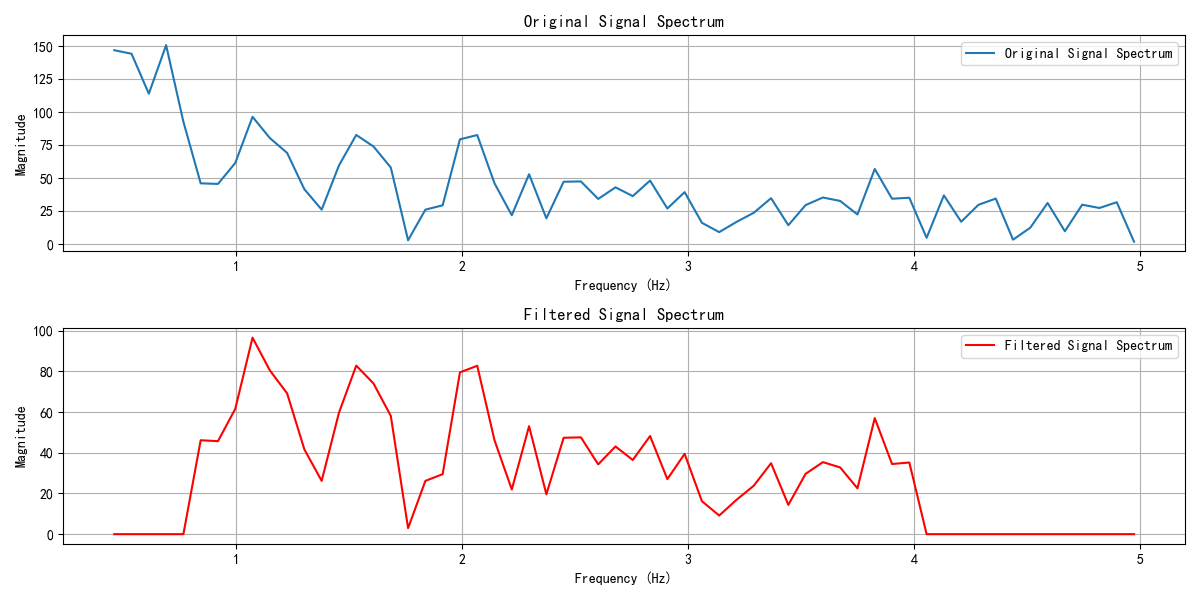 Original Signal Spectrum
150
125
100
75
50
25
0
Magnitude
Original Signal Spectrum
1 2 3 4 5
Frequency (Hz)
Filtered Signal Spectrum
100
80
60
40
20
0
Magnitude
Filtered Signal Spectrum
1 2 3 4 5
Frequency (Hz)